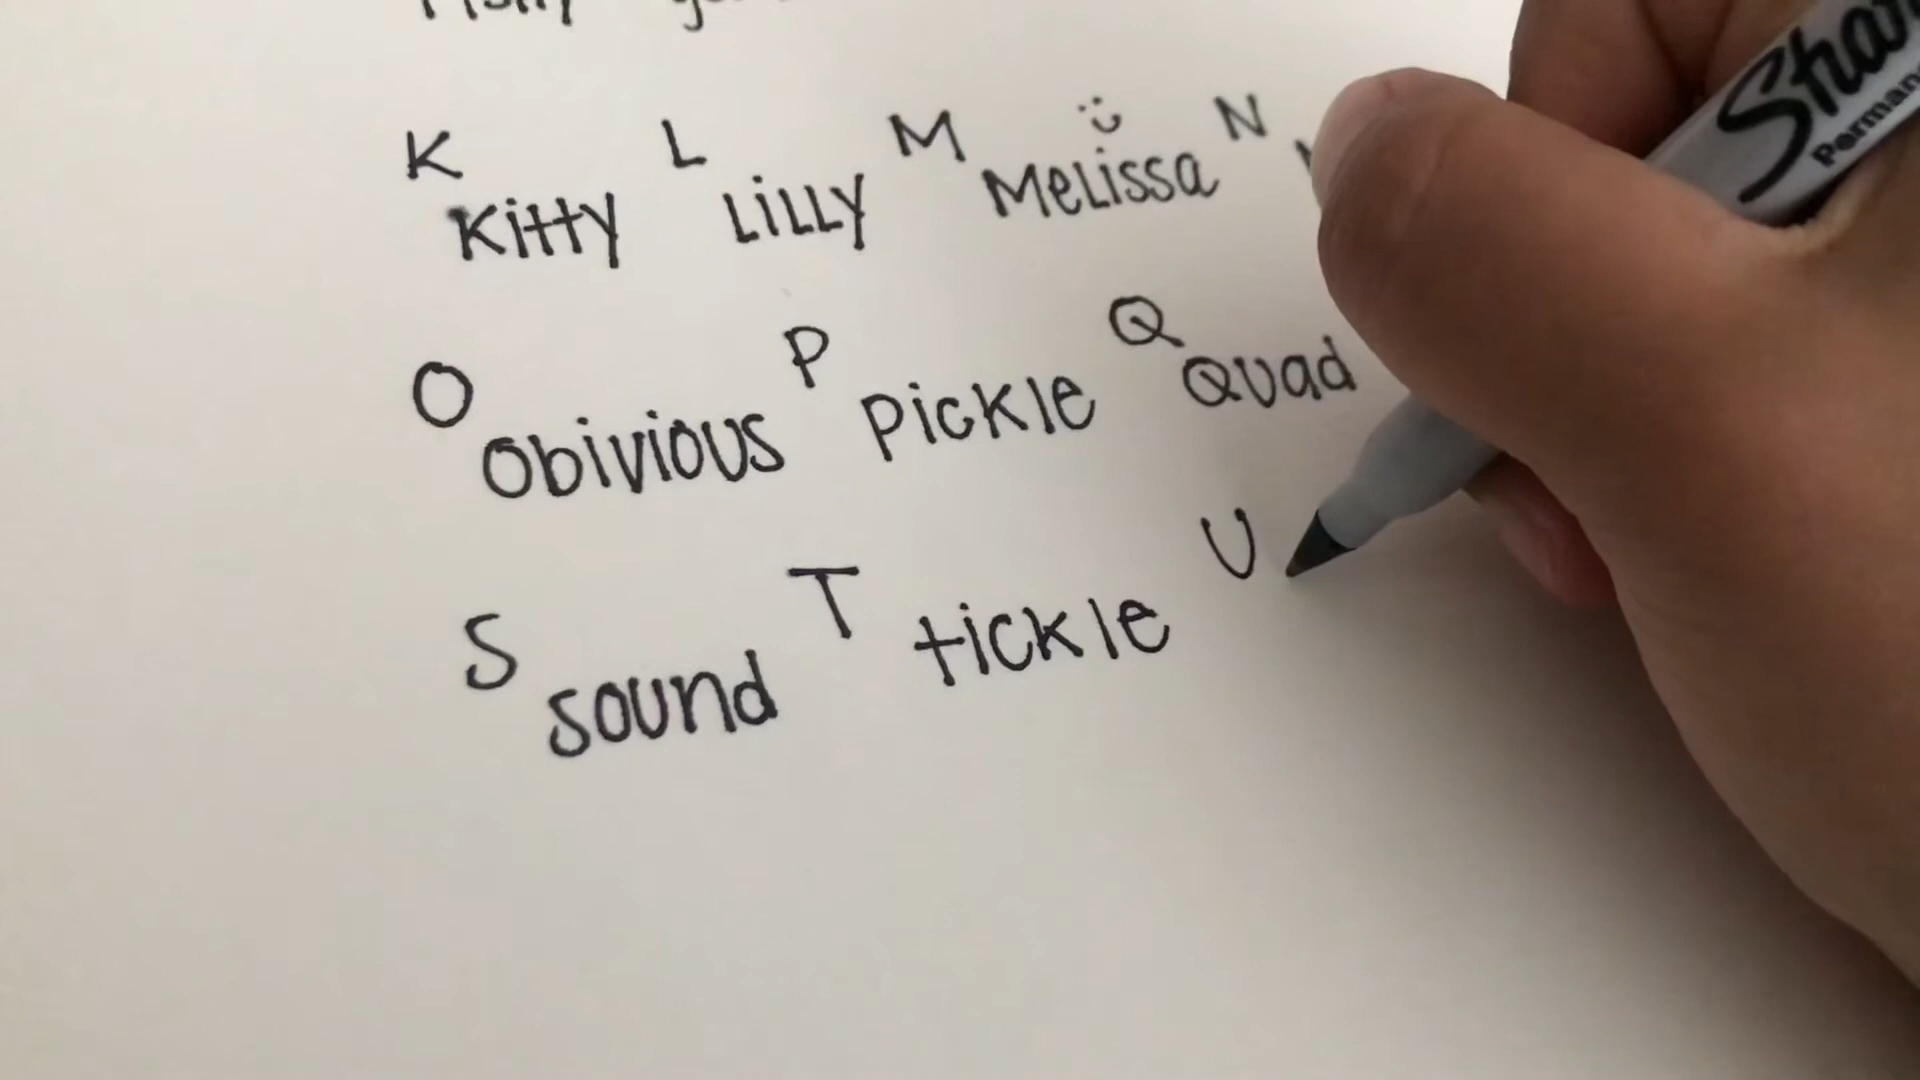 K Kitty L LiLLy M MeLissa N
O Obivious P Pickle Q Quad
S Sound T tickle U